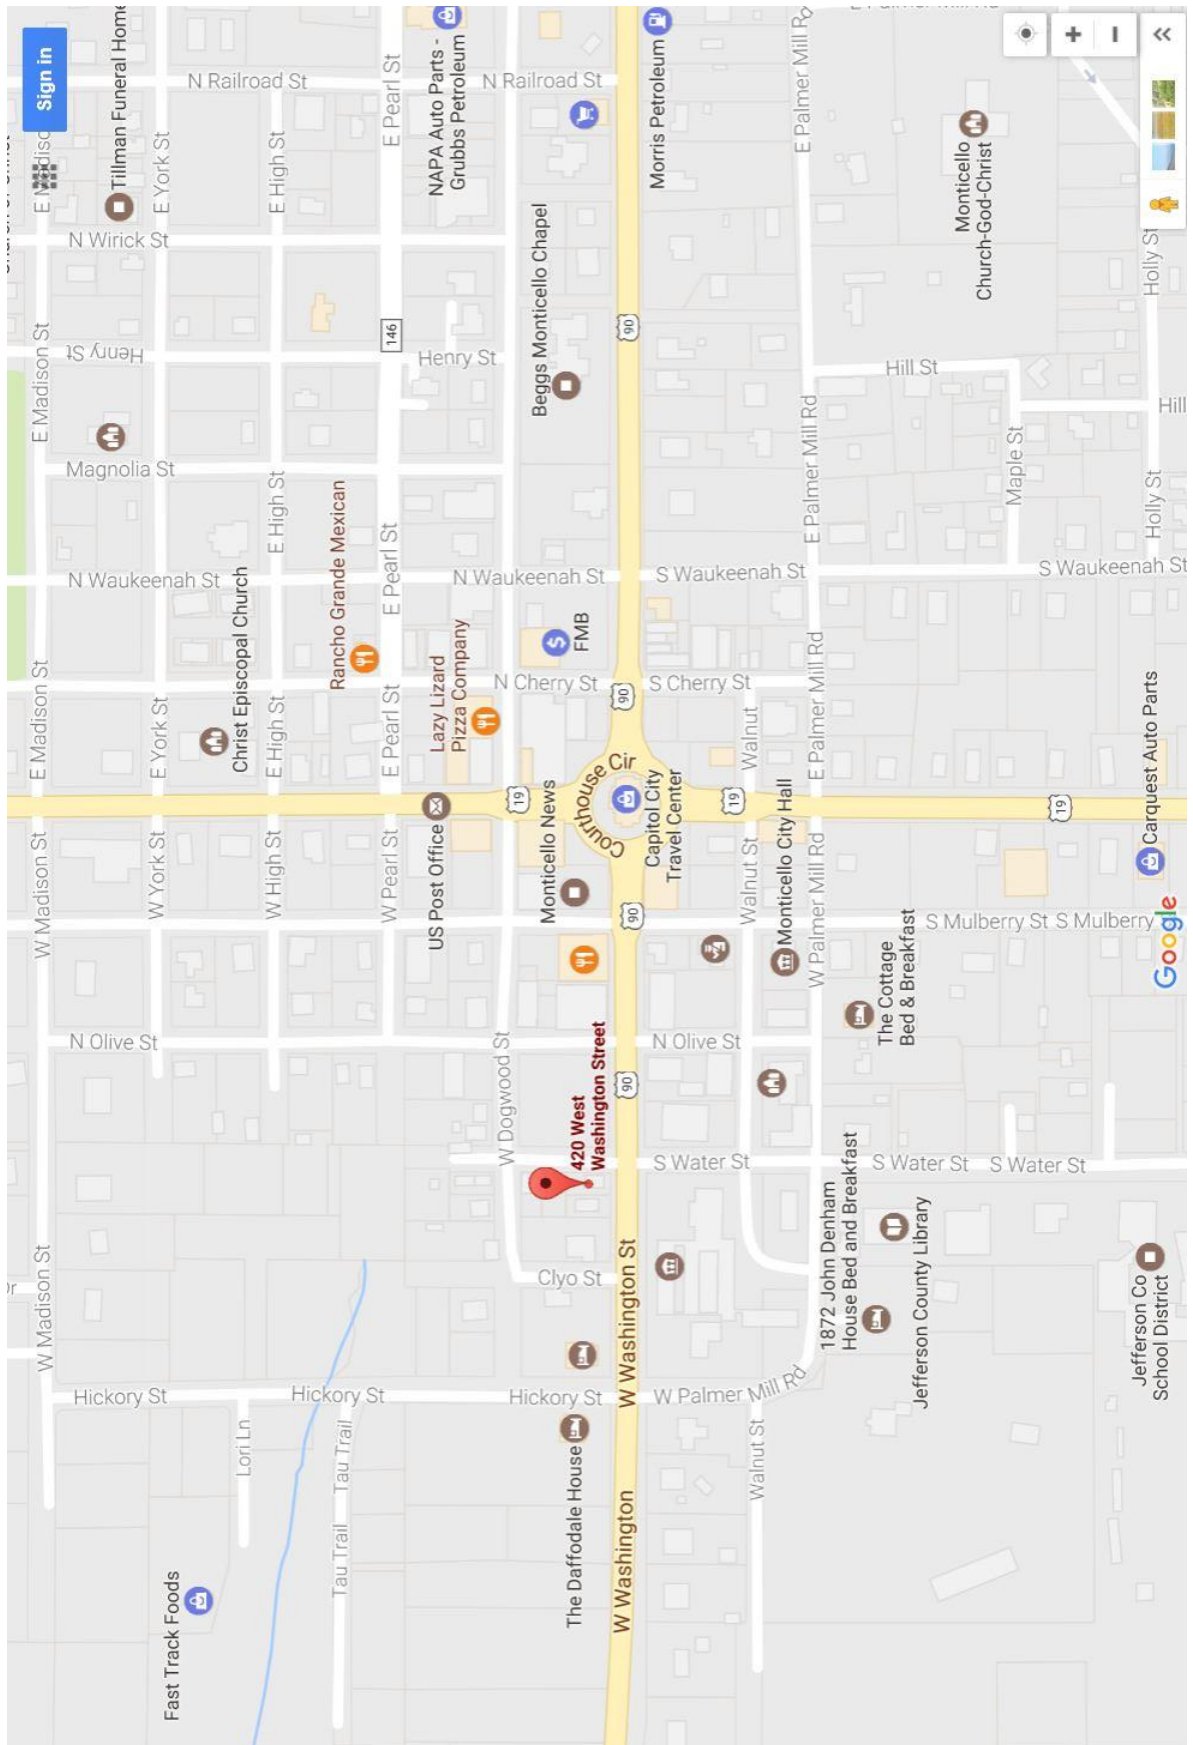 Sign in
W Madison St
W Madison St
W Madison St
E Madison St
E Madison St
E Madison St
Hickory St
N Olive St
Magnolia St
Henry St
N Wirick St
Tillman Funeral Home
W York St
E York St
E York St
Fast Track Foods
Lori Ln
Christ Episcopal Church
N Waukeenah St
N Railroad St
W High St
E High St
E High St
E High St
Tau Trail
Tau Trail
Hickory St
Rancho Grande Mexican
W Pearl St
E Pearl St
E Pearl St
E Pearl St
146
US Post Office
Lazy Lizard
Pizza Company
Henry St
NAPA Auto Parts -
Grubbs Petroleum
W Dogwood St
N Waukeenah St
N Railroad St
19
Hickory St
Clyo St
Monticello News
N Cherry St
FMB
Beggs Monticello Chapel
The Daffodale House
420 West
Washington Street
Courthouse Cir
W Washington
W Washington St
90
90
90
90
Capitol City
Travel Center
Morris Petroleum
W Palmer Mill Rd
S Water St
N Olive St
S Cherry St
S Waukeenah St
19
Walnut St
Walnut St
Walnut
Monticello City Hall
W Palmer Mill Rd
E Palmer Mill Rd
E Palmer Mill Rd
E Palmer Mill Rd
E Palmer Mill Rd
1872 John Denham
House Bed and Breakfast
The Cottage
Bed & Breakfast
Jefferson County Library
S Water St
S Water St
Hill St
Monticello
Church-God-Christ
S Mulberry St
S Mulberry
Maple St
S Waukeenah St
19
Jefferson Co
School District
Carquest Auto Parts
Holly St
Holly St
Hill
Google